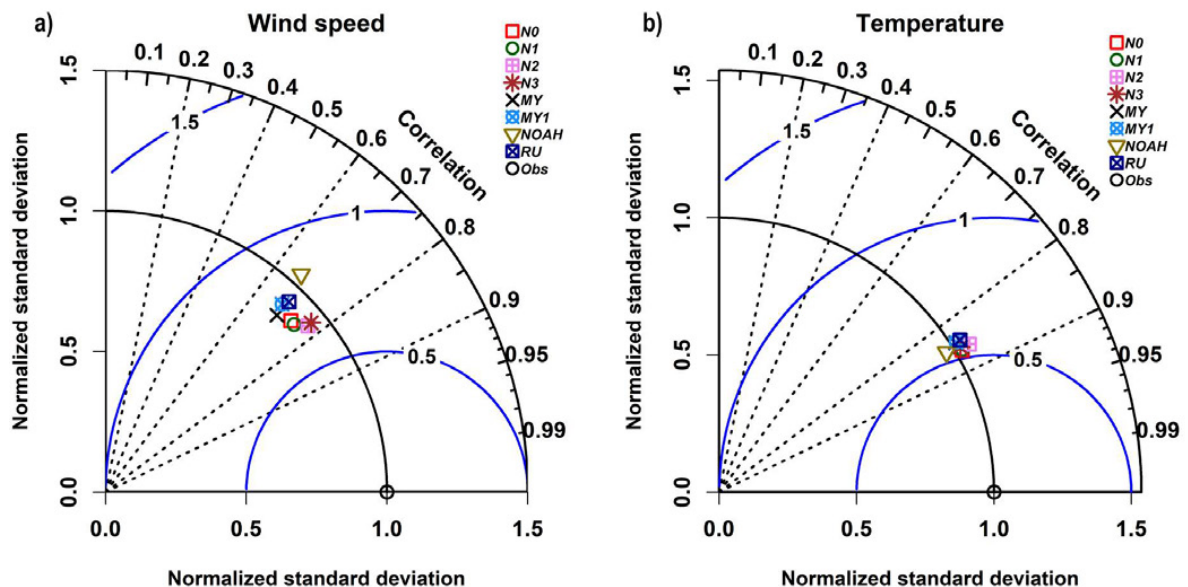 a)
Wind speed
N0
N1
N2
N3
MY
MY1
NOAH
RU
Obs
0.1
0.2
0.3
0.4
0.5
0.6
0.7
0.8
0.9
0.95
0.99
Correlation
1.5
1
0.5
Normalized standard deviation
1.5
1.0
0.5
0.0
0.0
0.5
1.0
1.5
Normalized standard deviation
b)
Temperature
N0
N1
N2
N3
MY
MY1
NOAH
RU
Obs
0.1
0.2
0.3
0.4
0.5
0.6
0.7
0.8
0.9
0.95
0.99
Correlation
1.5
1
0.5
Normalized standard deviation
1.5
1.0
0.5
0.0
0.0
0.5
1.0
1.5
Normalized standard deviation